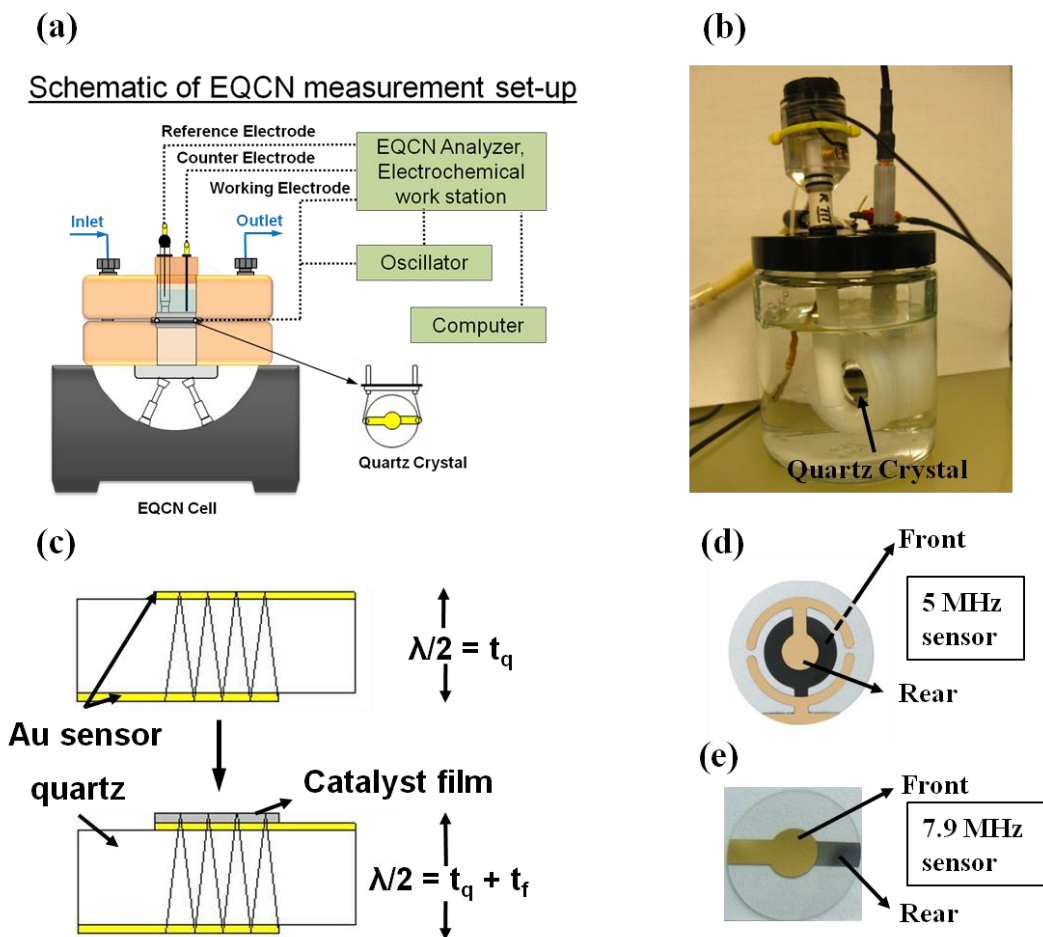 (a)
Schematic of EQCN measurement set-up
Reference Electrode
Counter Electrode
Working Electrode
EQCN Analyzer,
Electrochemical
work station
Inlet
Outlet
Oscillator
Computer
Quartz Crystal
EQCN Cell
(b)
Quartz Crystal
(c)
λ/2 = tq
Au sensor
quartz
Catalyst film
λ/2 = tq + tf
(d)
Front
5 MHz
sensor
Rear
(e)
Front
7.9 MHz
sensor
Rear